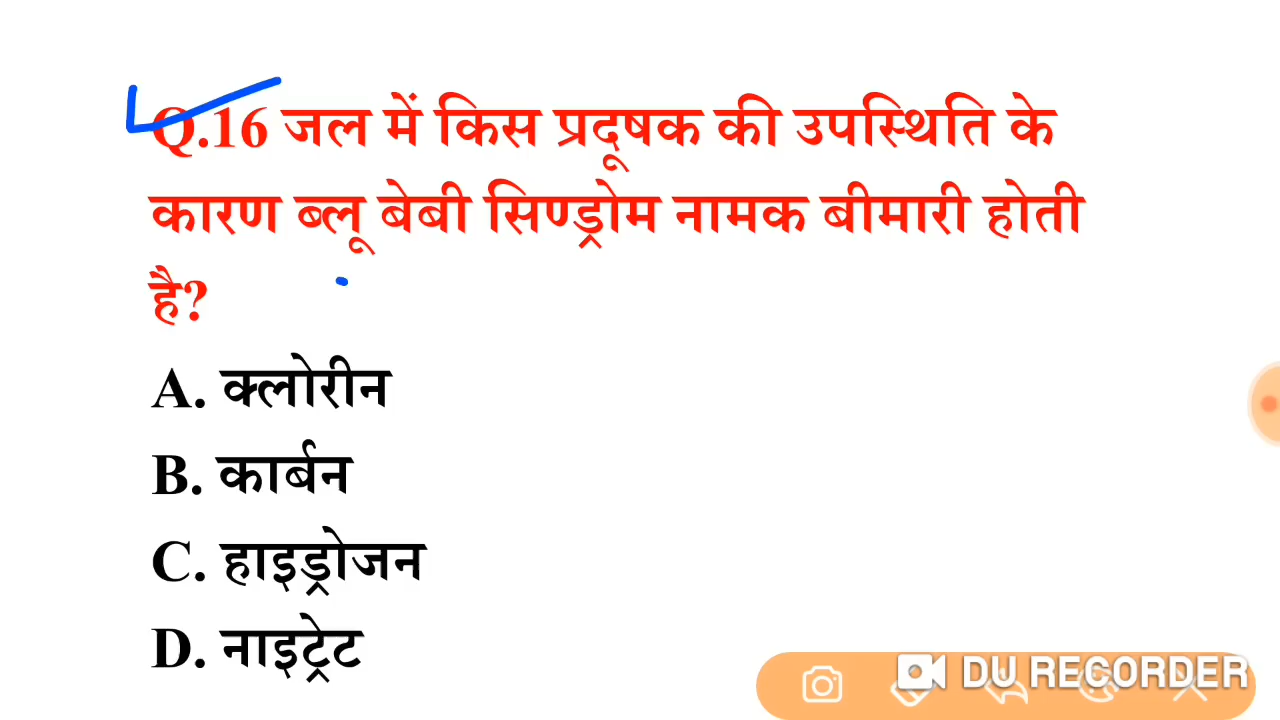 Q.16 जल में किस प्रदूषक की उपस्थिति के
कारण ब्लू बेबी सिण्ड्रोम नामक बीमारी होती
है?
A. क्लोरीन
B. कार्बन
C. हाइड्रोजन
D. नाइट्रेट
DU RECORDER